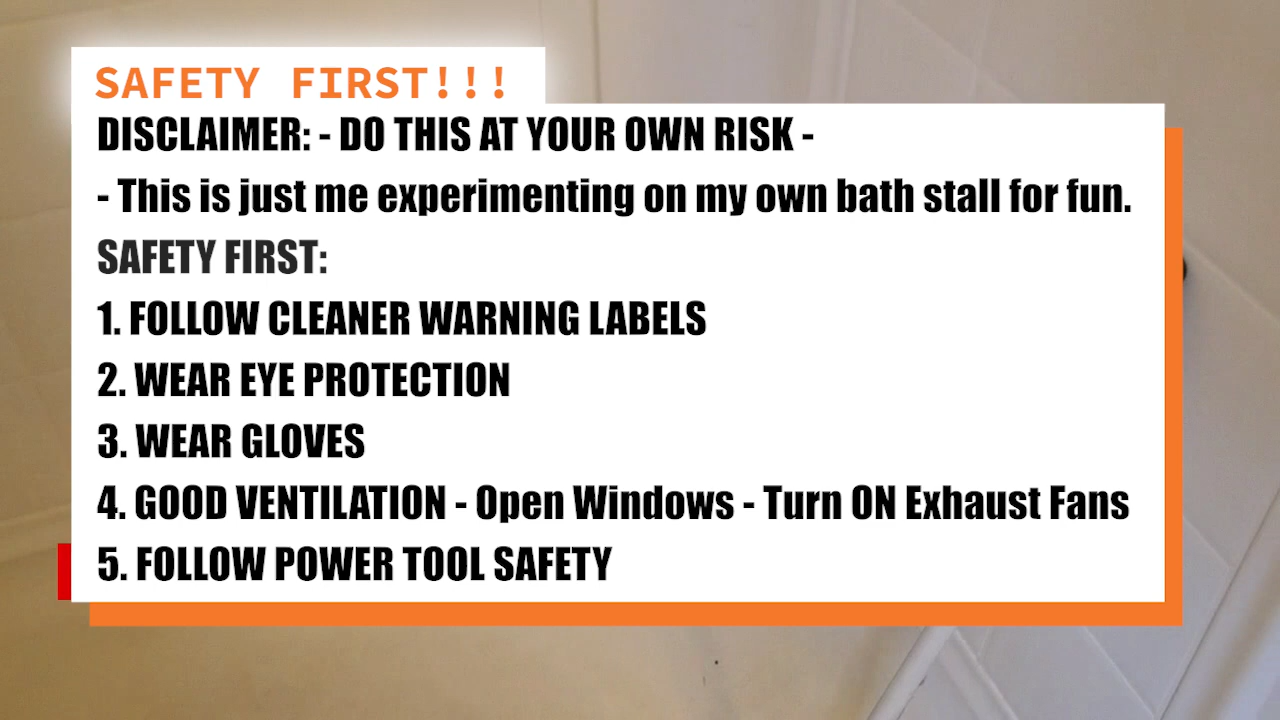 SAFETY FIRST!!!
DISCLAIMER: - DO THIS AT YOUR OWN RISK -
- This is just me experimenting on my own bath stall for fun.
SAFETY FIRST:
1. FOLLOW CLEANER WARNING LABELS
2. WEAR EYE PROTECTION
3. WEAR GLOVES
4. GOOD VENTILATION - Open Windows - Turn ON Exhaust Fans
5. FOLLOW POWER TOOL SAFETY